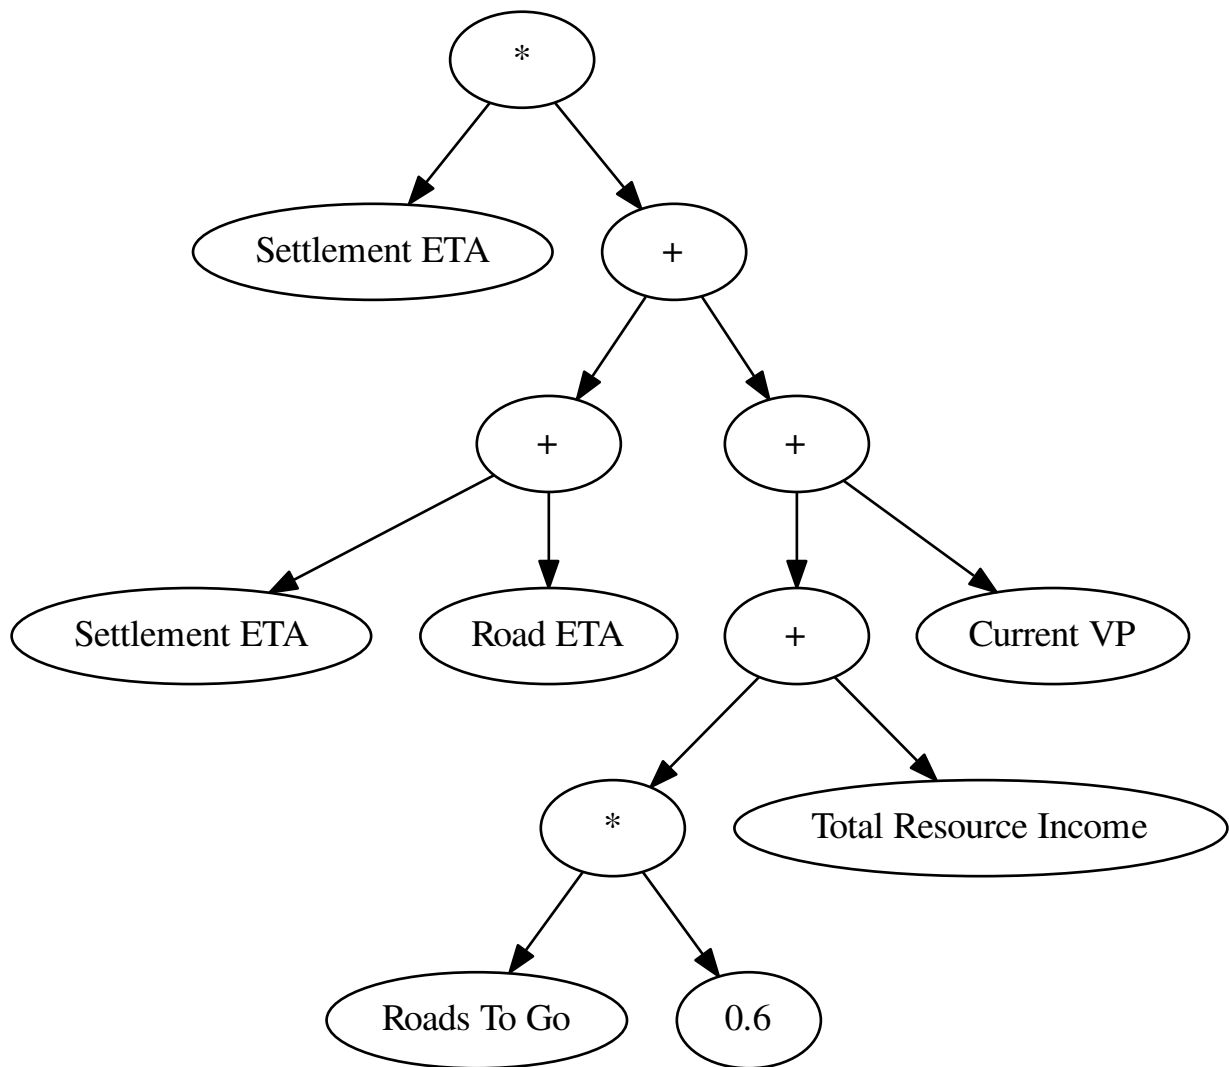 *
Settlement ETA
+
+
+
Settlement ETA
Road ETA
+
Current VP
*
Total Resource Income
Roads To Go
0.6